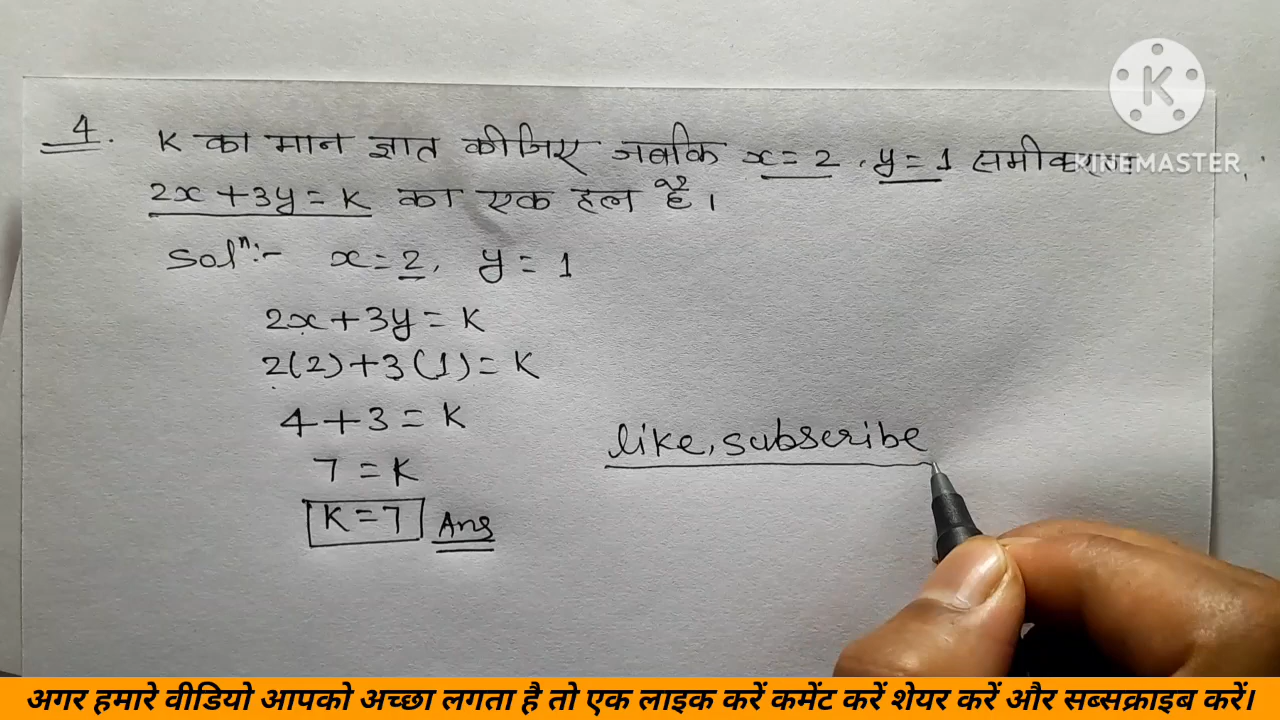 4. K का मान ज्ञात कीजिए जबकि x = 2, y = 1 समीकरण
2x + 3y = K का एक हल है।
Solⁿ:- x = 2, y = 1
2x + 3y = K
2(2) + 3(1) = K
4 + 3 = K
7 = K
K = 7 Ans
like, subscribe
K
KINEMASTER
अगर हमारे वीडियो आपको अच्छा लगता है तो एक लाइक करें कमेंट करें शेयर करें और सब्सक्राइब करें।